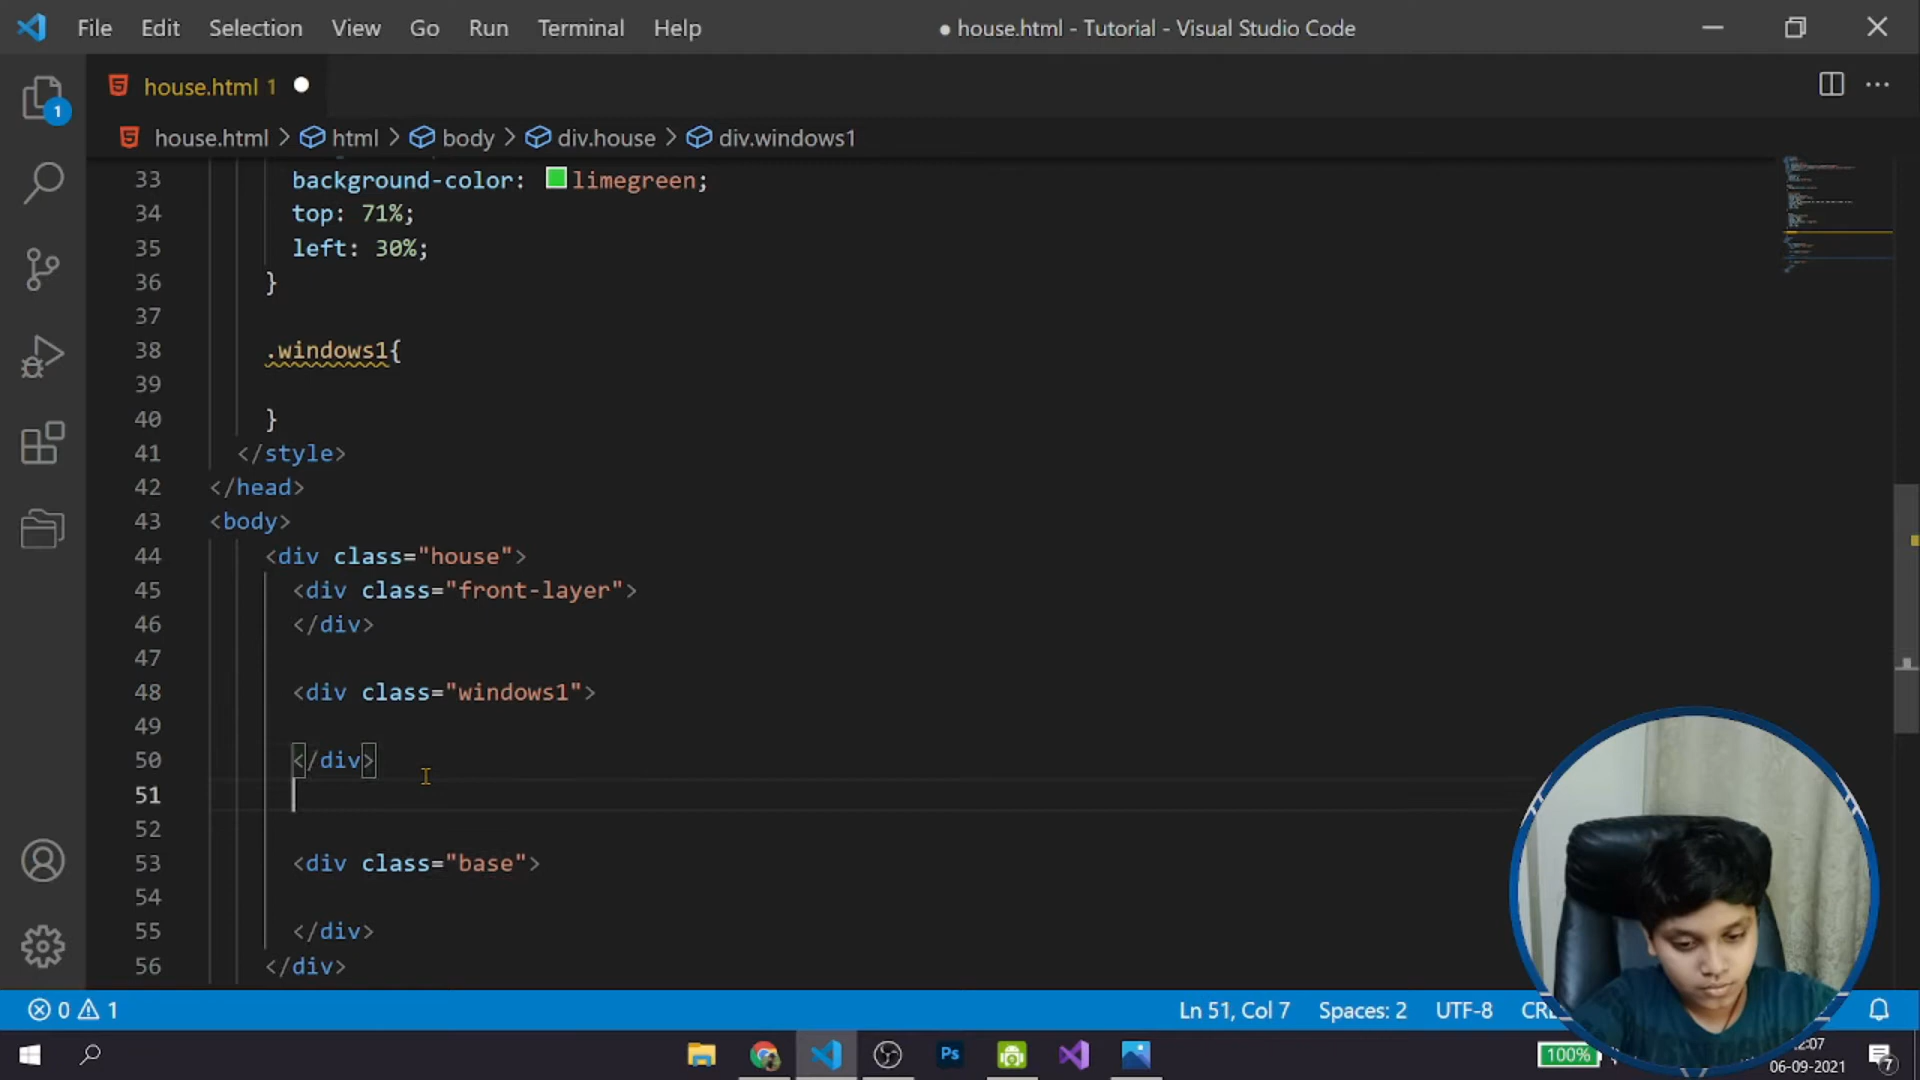 File Edit Selection View Go Run Terminal Help
● house.html - Tutorial - Visual Studio Code
house.html 1
1
house.html > html > body > div.house > div.windows1
33 background-color: limegreen;
34 top: 71%;
35 left: 30%;
36 }
37
38 .windows1{
39
40 }
41 </style>
42 </head>
43 <body>
44 <div class="house">
45 <div class="front-layer">
46 </div>
47
48 <div class="windows1">
49
50 </div>
51
52
53 <div class="base">
54
55 </div>
56 </div>
0 1
Ln 51, Col 7 Spaces: 2 UTF-8
Ps
100%
06-09-2021
7